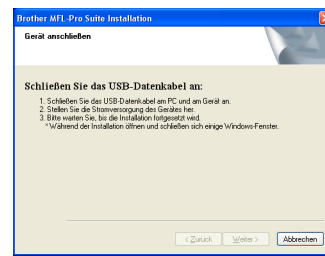 Brother MFL-Pro Suite Installation
Gerät anschließen
Schließen Sie das USB-Datenkabel an:
1. Schließen Sie das USB-Datenkabel am PC und am Gerät an.
2. Stellen Sie die Stromversorgung des Gerätes her.
3. Bitte warten Sie, bis die Installation fortgesetzt wird.
*Während der Installation öffnen und schließen sich einige Windows-Fenster.
< Zurück Weiter > Abbrechen